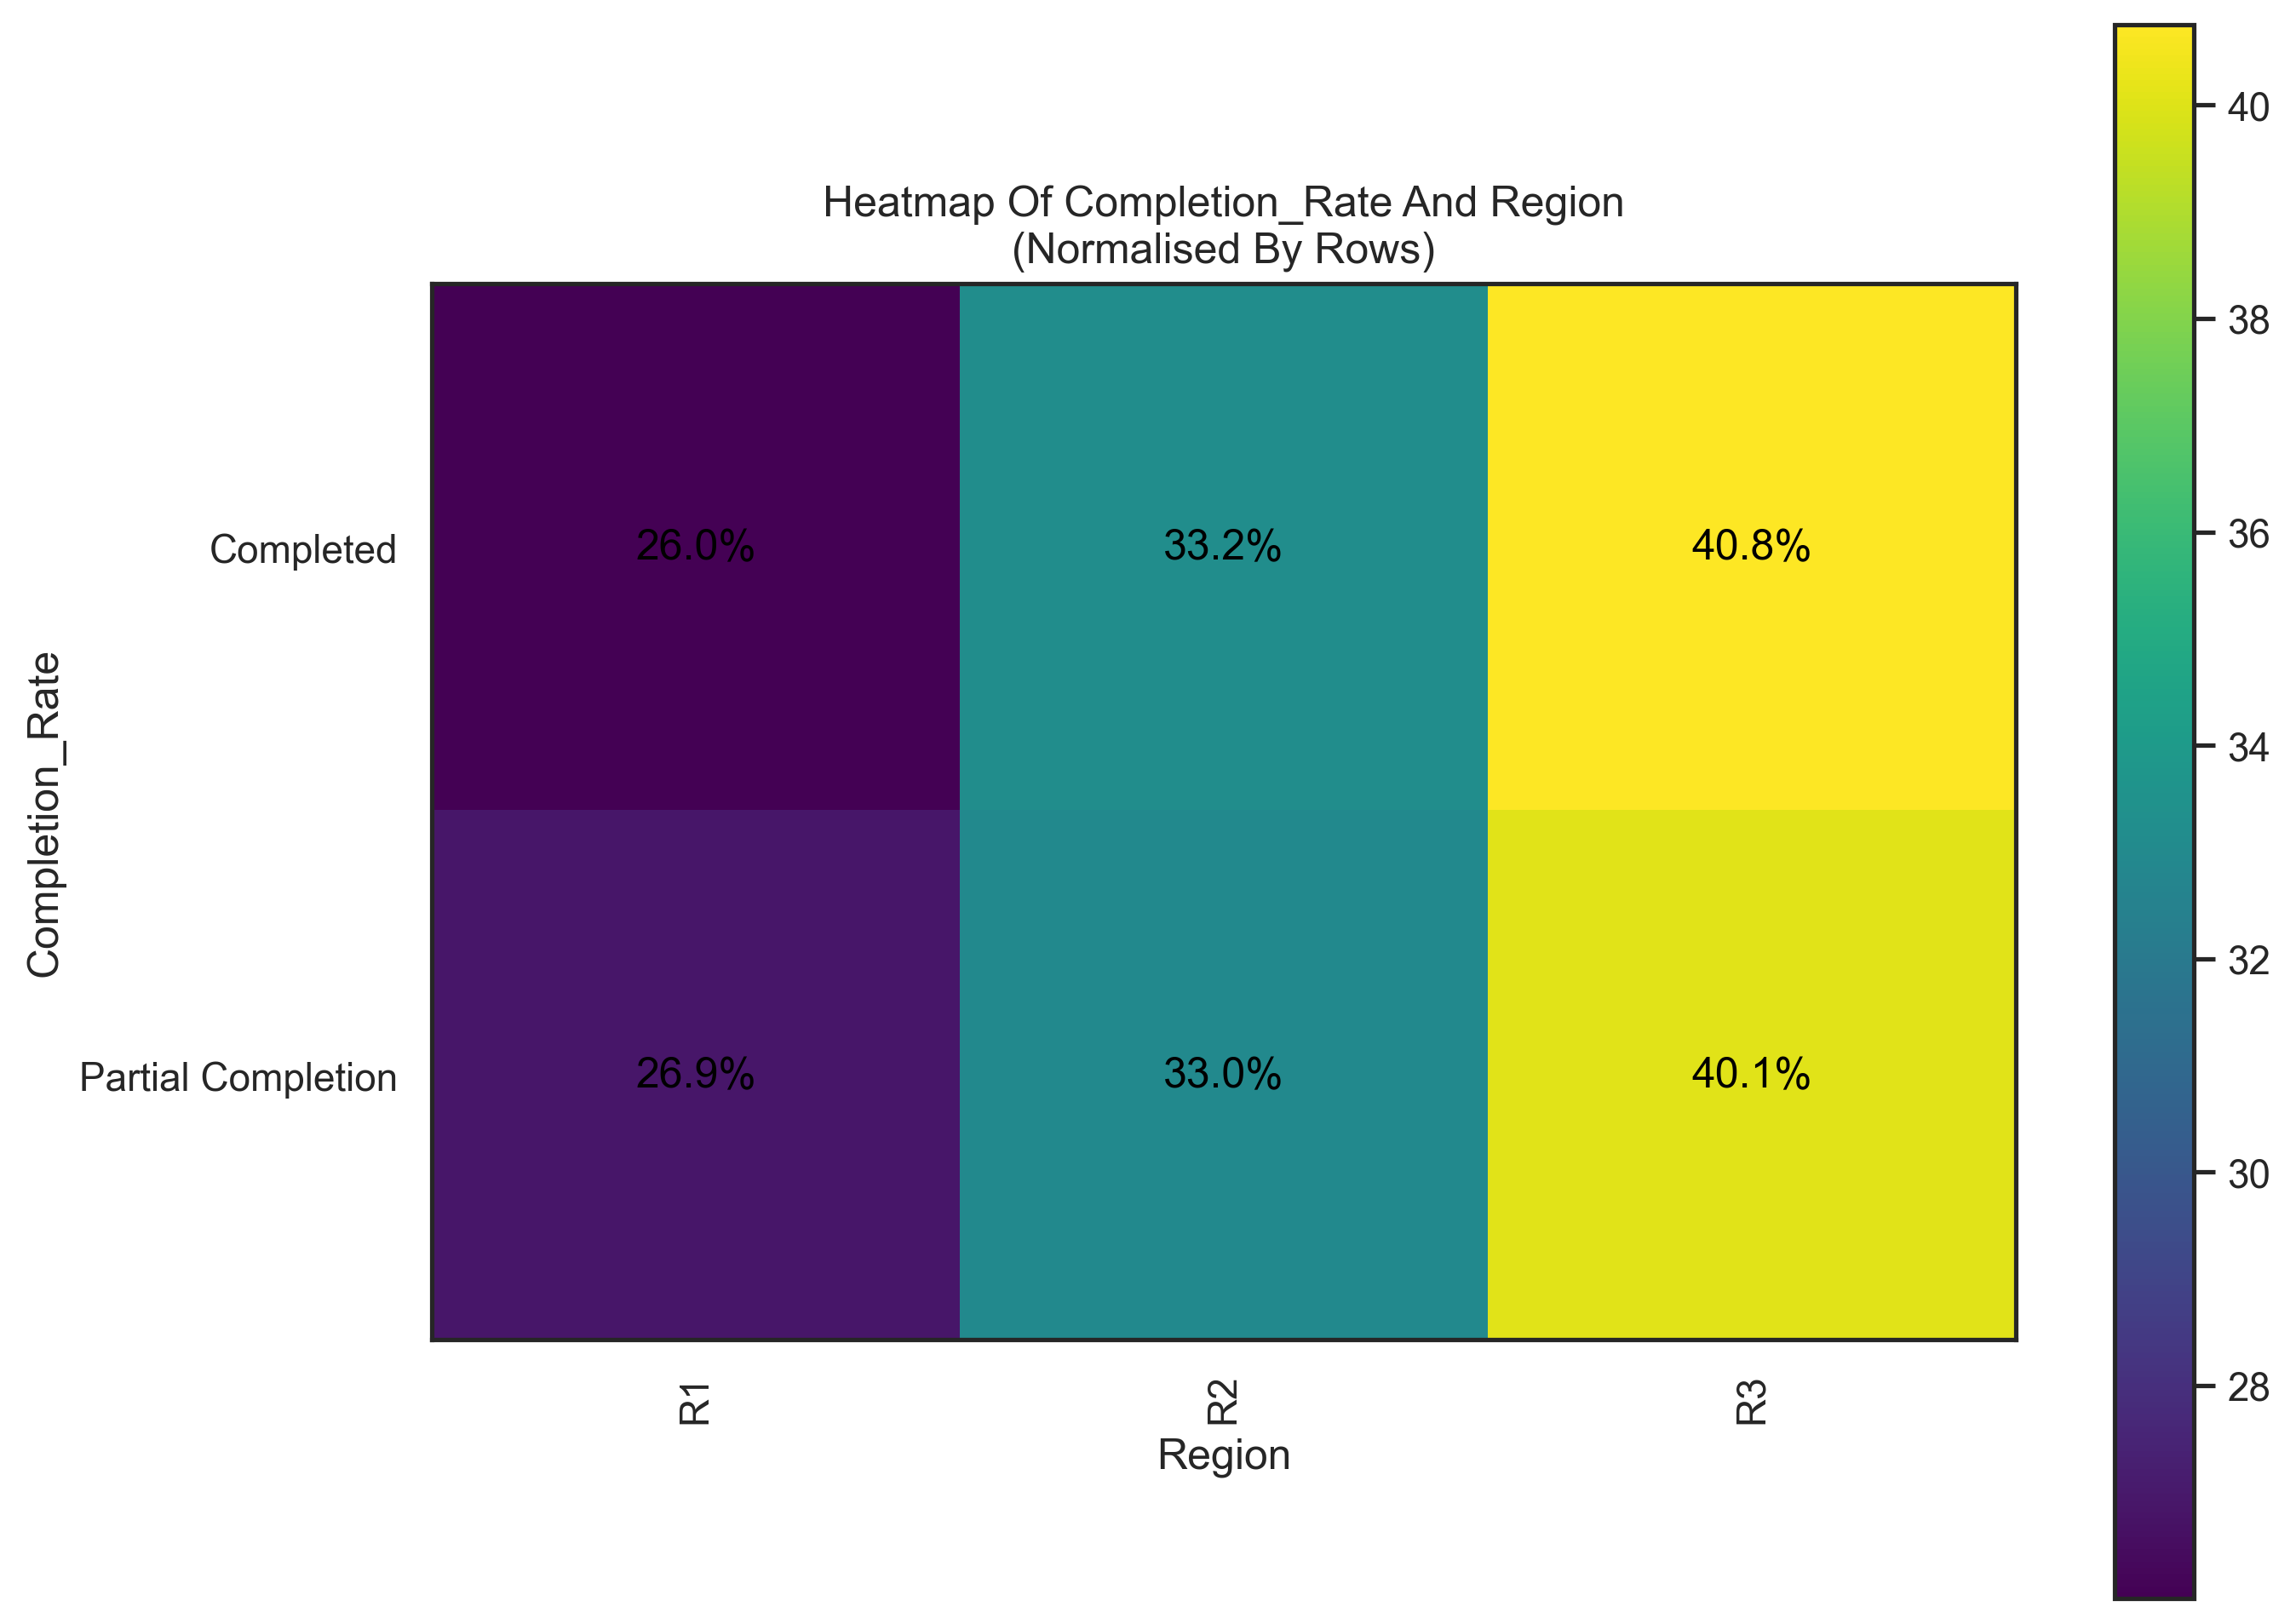 Heatmap Of Completion_Rate And Region
(Normalised By Rows)
Completion_Rate
Completed
26.0%
33.2%
40.8%
Partial Completion
26.9%
33.0%
40.1%
R1
R2
R3
Region
40
38
36
34
32
30
28